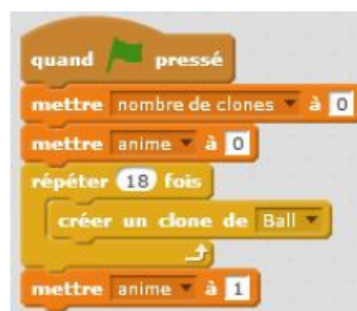 quand pressé
mettre nombre de clones à 0
mettre anime à 0
répéter 18 fois
créer un clone de Ball
mettre anime à 1